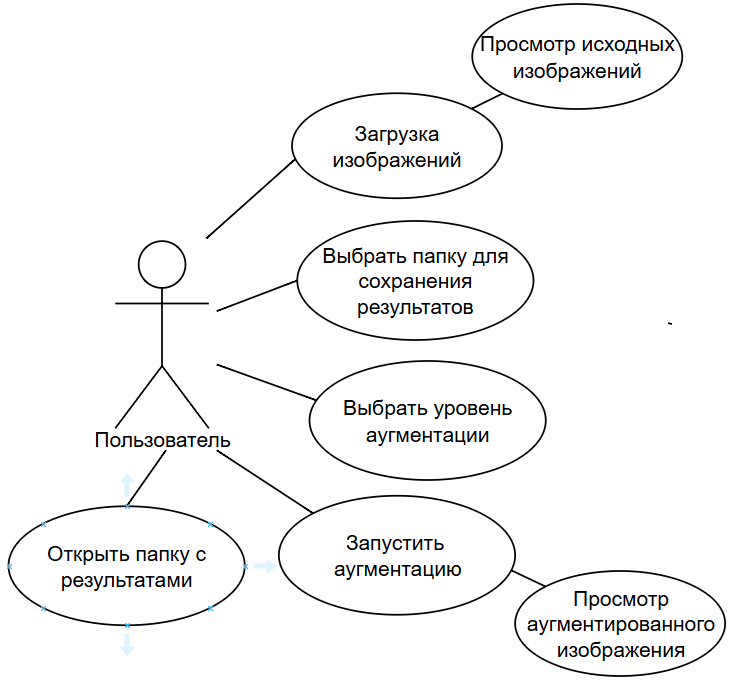 Просмотр исходных
изображений
Загрузка
изображений
Выбрать папку для
сохранения
результатов
Выбрать уровень
аугментации
Пользователь
Открыть папку с
результатами
Запустить
аугментацию
Просмотр
аугментированного
изображения